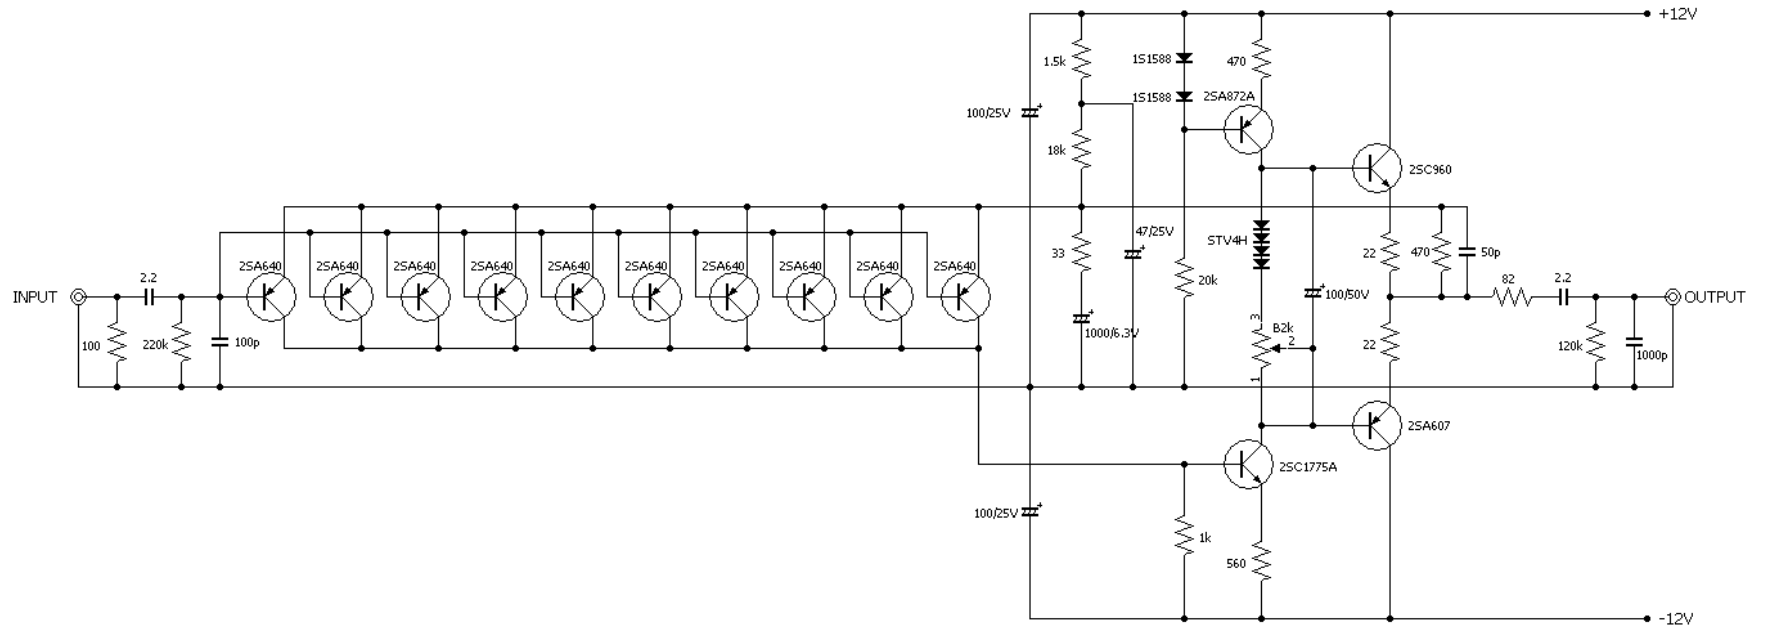 +12V
1.5k
1S1588
470
1S1588
2SA872A
100/25V
18k
2SC960
47/25V
STV4H
33
22
470
50p
2SA640
2SA640
2SA640
2SA640
2SA640
2SA640
2SA640
2SA640
2SA640
2.2
20k
82
2.2
INPUT
100/50V
OUTPUT
3
B2k
2
1
1000/6.3V
100
220k
100p
22
120k
1000p
2SA607
2SC1775A
100/25V
1k
560
-12V